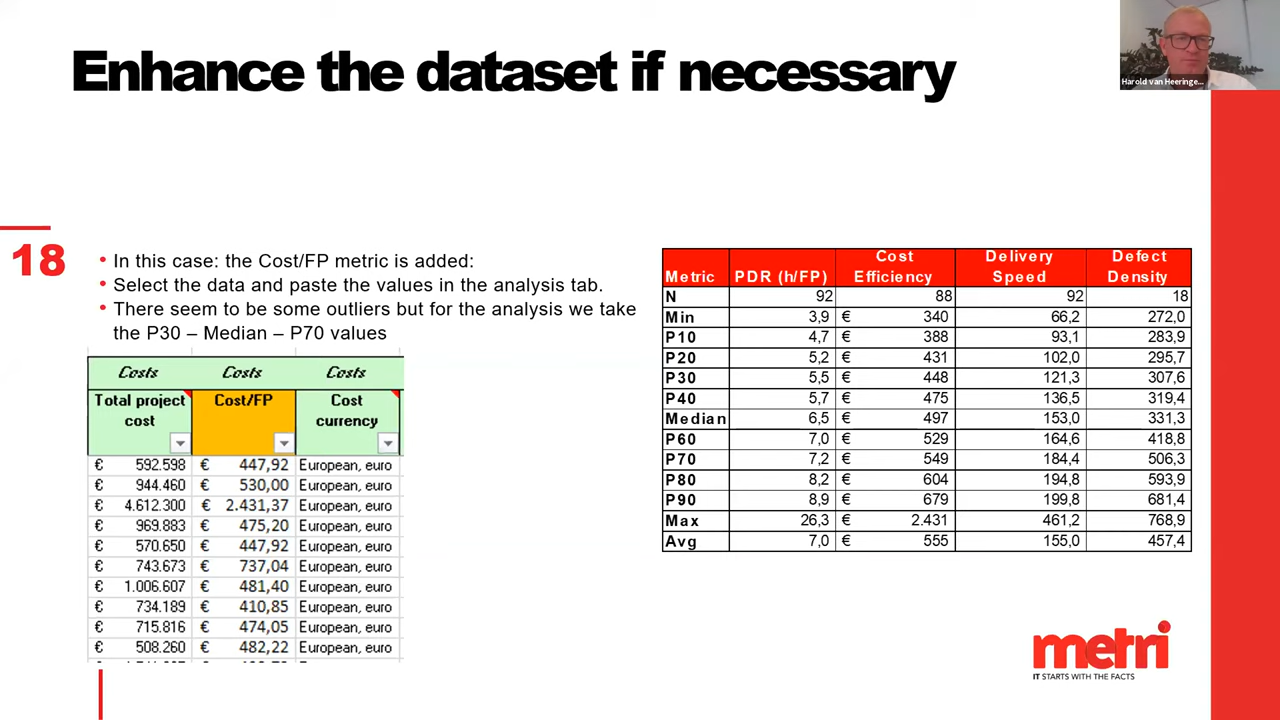 Enhance the dataset if necessary
Harold van Heeringe...
18
• In this case: the Cost/FP metric is added:
• Select the data and paste the values in the analysis tab.
• There seem to be some outliers but for the analysis we take
the P30 – Median – P70 values
Costs Costs Costs
Total project cost Cost/FP Cost currency
€ 592.598 € 447,92 European, euro
€ 944.460 € 530,00 European, euro
€ 4.612.300 € 2.431,37 European, euro
€ 969.883 € 475,20 European, euro
€ 570.650 € 447,92 European, euro
€ 743.673 € 737,04 European, euro
€ 1.006.607 € 481,40 European, euro
€ 734.189 € 410,85 European, euro
€ 715.816 € 474,05 European, euro
€ 508.260 € 482,22 European, euro
Metric PDR (h/FP) Cost Efficiency Delivery Speed Defect Density
N 92 88 92 18
Min 3,9 € 340 66,2 272,0
P10 4,7 € 388 93,1 283,9
P20 5,2 € 431 102,0 295,7
P30 5,5 € 448 121,3 307,6
P40 5,7 € 475 136,5 319,4
Median 6,5 € 497 153,0 331,3
P60 7,0 € 529 164,6 418,8
P70 7,2 € 549 184,4 506,3
P80 8,2 € 604 194,8 593,9
P90 8,9 € 679 199,8 681,4
Max 26,3 € 2.431 461,2 768,9
Avg 7,0 € 555 155,0 457,4
metri
IT STARTS WITH THE FACTS